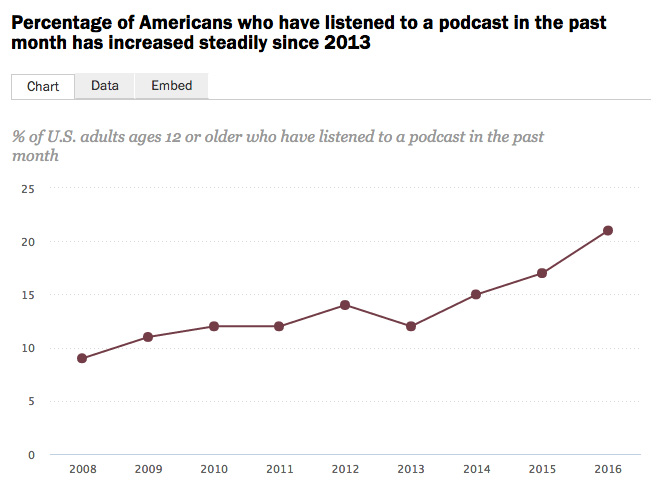 Percentage of Americans who have listened to a podcast in the past
month has increased steadily since 2013
Chart Data Embed
% of U.S. adults ages 12 or older who have listened to a podcast in the past
month
25
20
15
10
5
0
2008 2009 2010 2011 2012 2013 2014 2015 2016